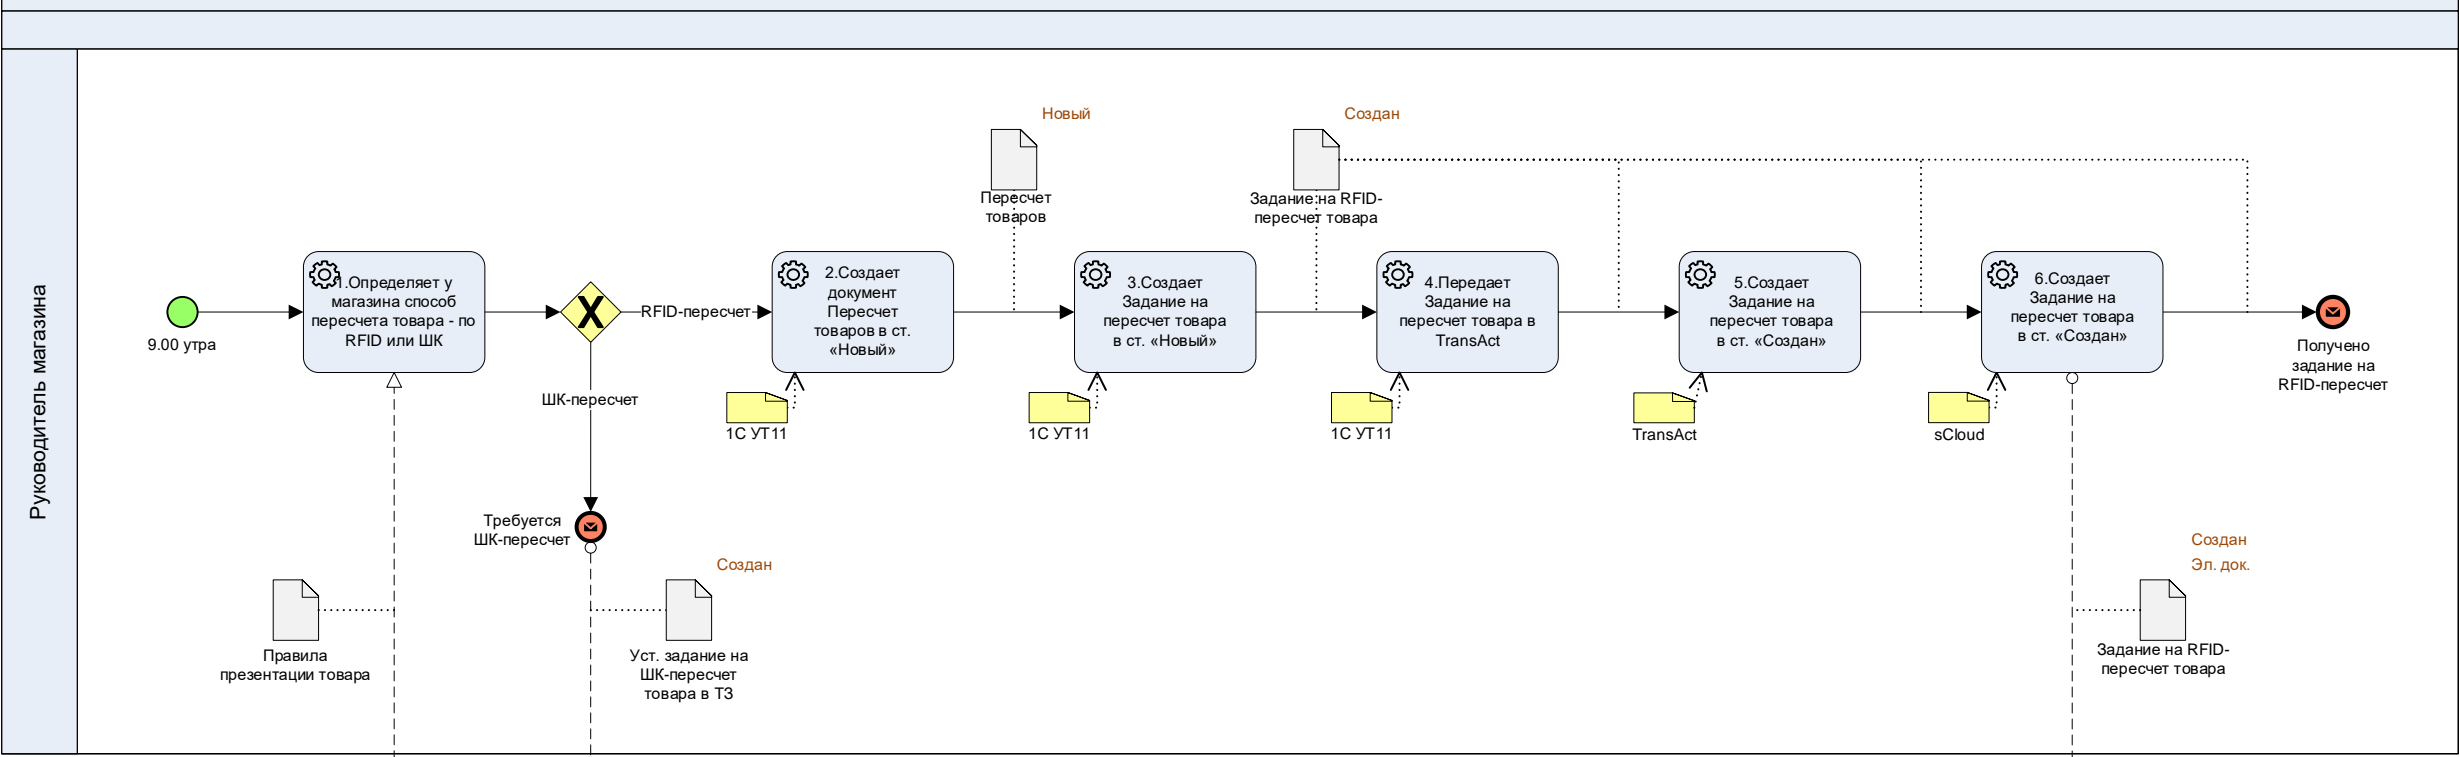 Руководитель магазина
9.00 утра
1.Определяет у
магазина способ
пересчета товара - по
RFID или ШК
RFID-пересчет
ШК-пересчет
2.Создает
документ
Пересчет
товаров в ст.
«Новый»
1С УТ11
Новый
Пересчет
товаров
3.Создает
Задание на
пересчет товара
в ст. «Новый»
1С УТ11
Создан
Задание на RFID-
пересчет товара
4.Передает
Задание на
пересчет товара в
TransAct
1С УТ11
5.Создает
Задание на
пересчет товара
в ст. «Создан»
TransAct
6.Создает
Задание на
пересчет товара
в ст. «Создан»
sCloud
Получено
задание на
RFID-пересчет
Требуется
ШК-пересчет
Правила
презентации товара
Создан
Уст. задание на
ШК-пересчет
товара в ТЗ
Создан
Эл. док.
Задание на RFID-
пересчет товара